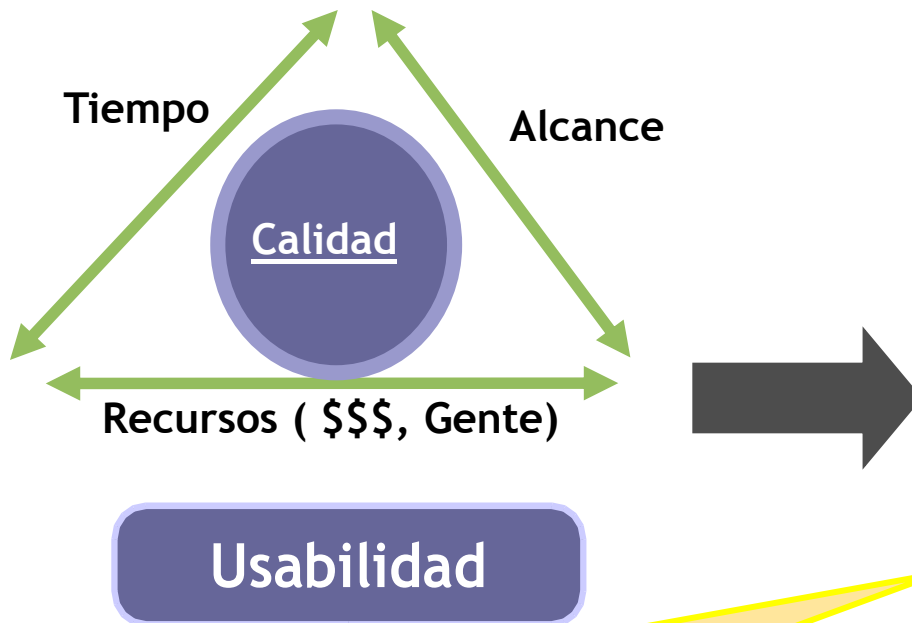 Tiempo
Alcance
Calidad
Recursos ( $$$, Gente)
Usabilidad